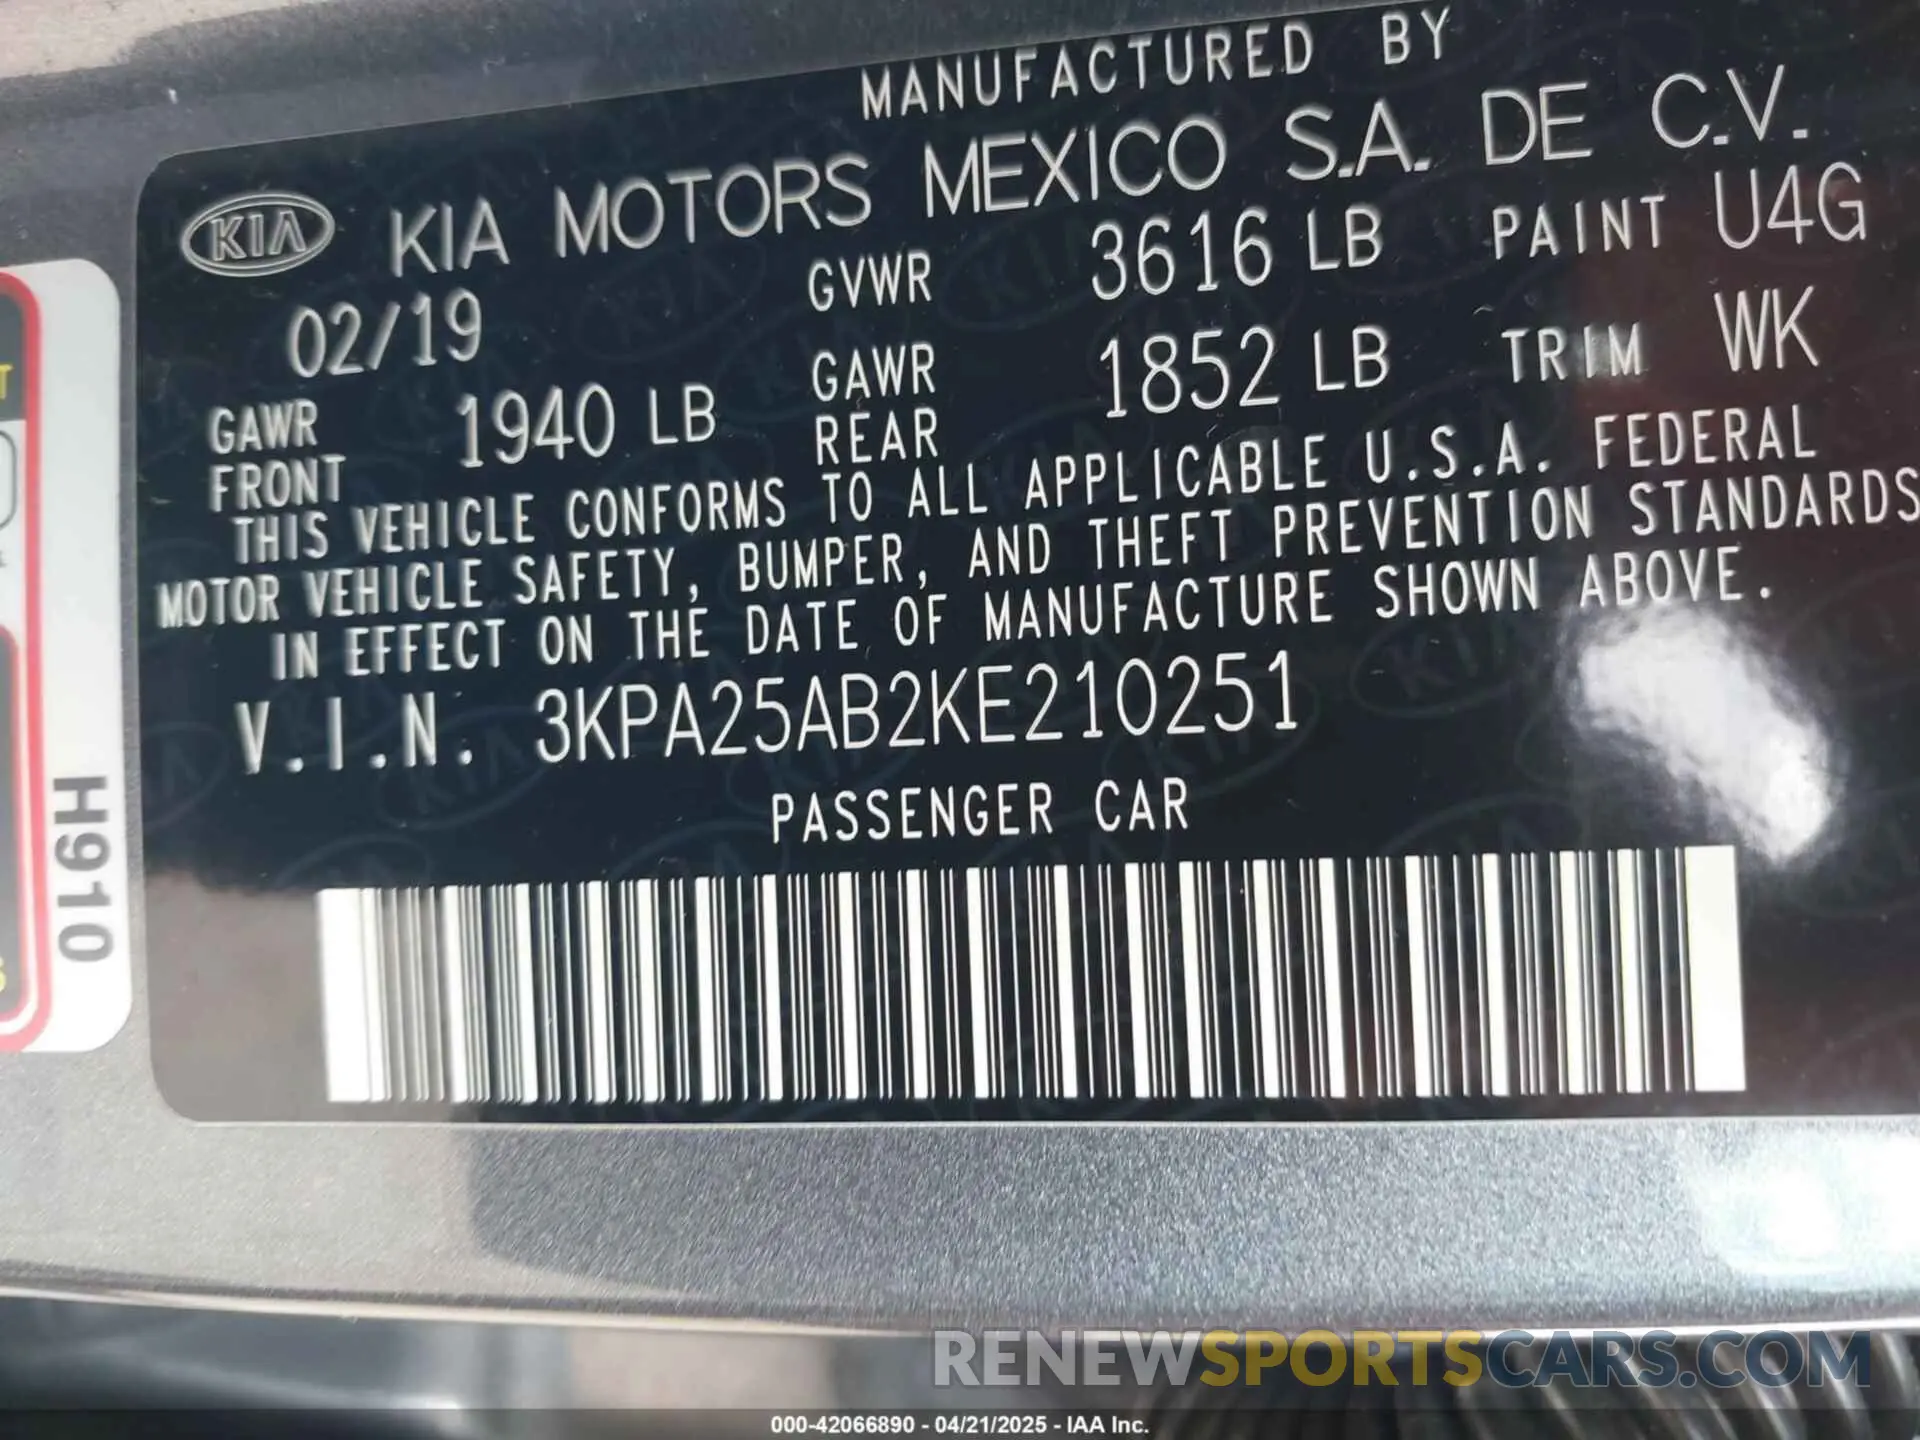 MANUFACTURED BY
KIA KIA MOTORS MEXICO S.A. DE C.V.
02/19 GVWR 3616 LB PAINT U4G
GAWR FRONT 1940 LB GAWR REAR 1852 LB TRIM WK
THIS VEHICLE CONFORMS TO ALL APPLICABLE U.S.A. FEDERAL
MOTOR VEHICLE SAFETY, BUMPER, AND THEFT PREVENTION STANDARDS
IN EFFECT ON THE DATE OF MANUFACTURE SHOWN ABOVE.
V.I.N. 3KPA25AB2KE210251
PASSENGER CAR
H910
RENEWSPORTSCARS.COM
000-42066890 - 04/21/2025 - IAA Inc.